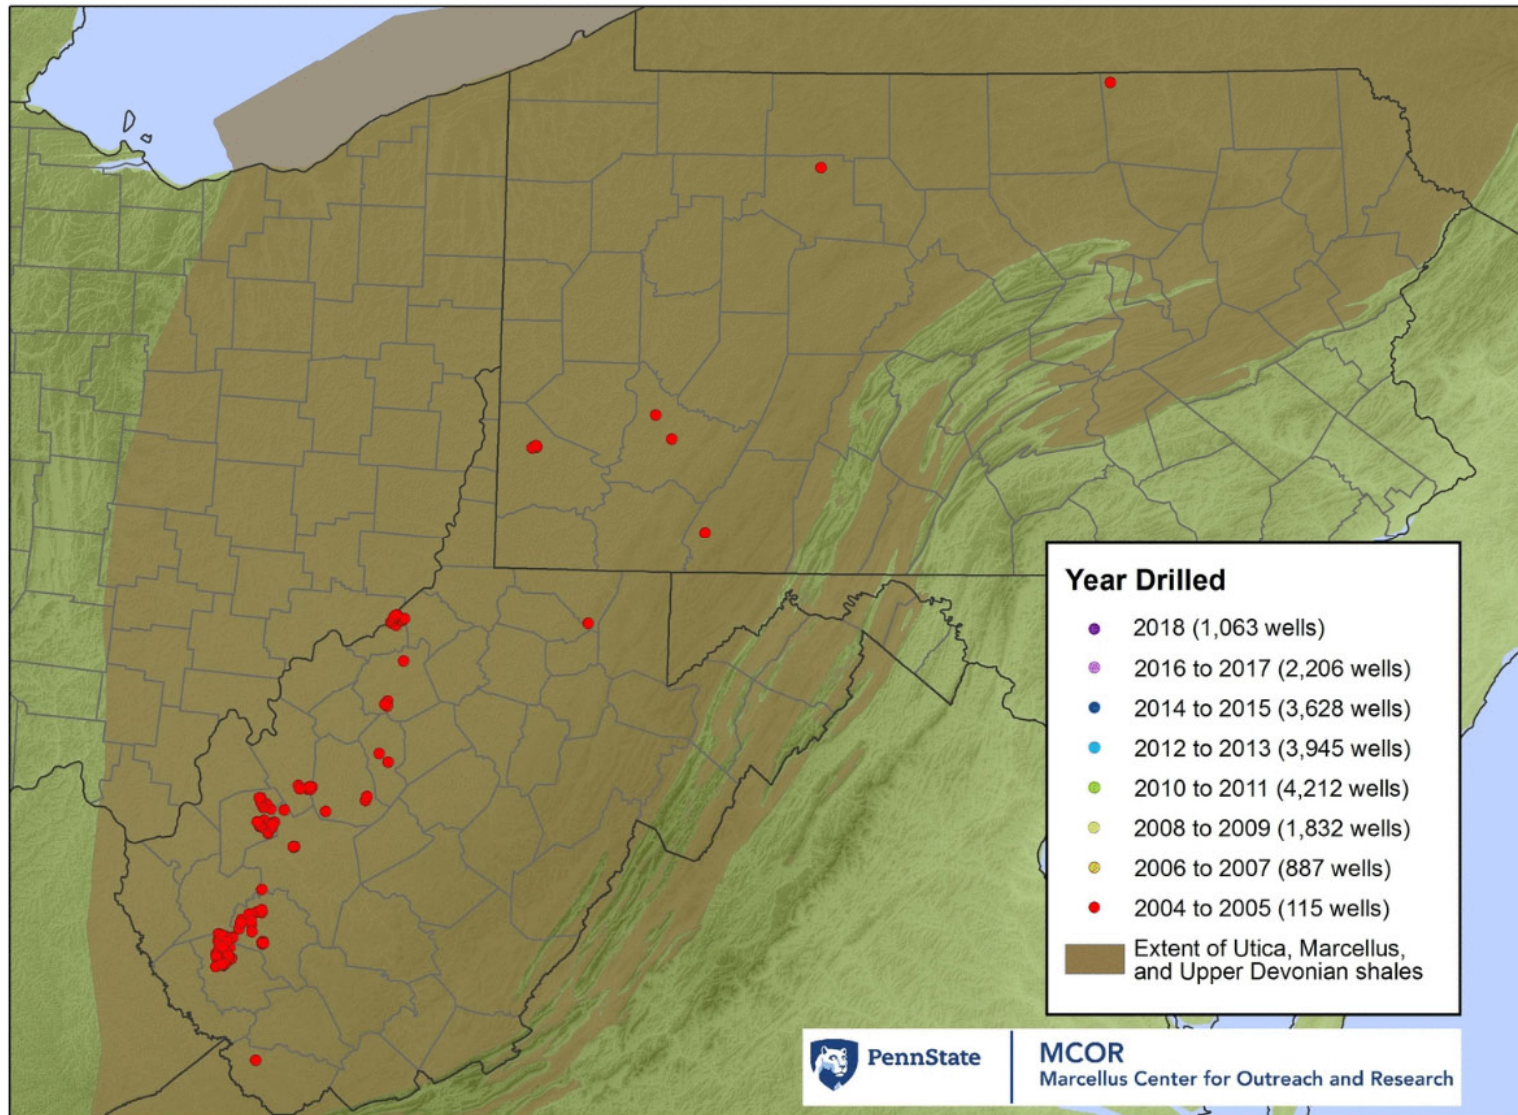 Year Drilled
2018 (1,063 wells)
2016 to 2017 (2,206 wells)
2014 to 2015 (3,628 wells)
2012 to 2013 (3,945 wells)
2010 to 2011 (4,212 wells)
2008 to 2009 (1,832 wells)
2006 to 2007 (887 wells)
2004 to 2005 (115 wells)
Extent of Utica, Marcellus,
and Upper Devonian shales
PennState
MCOR
Marcellus Center for Outreach and Research